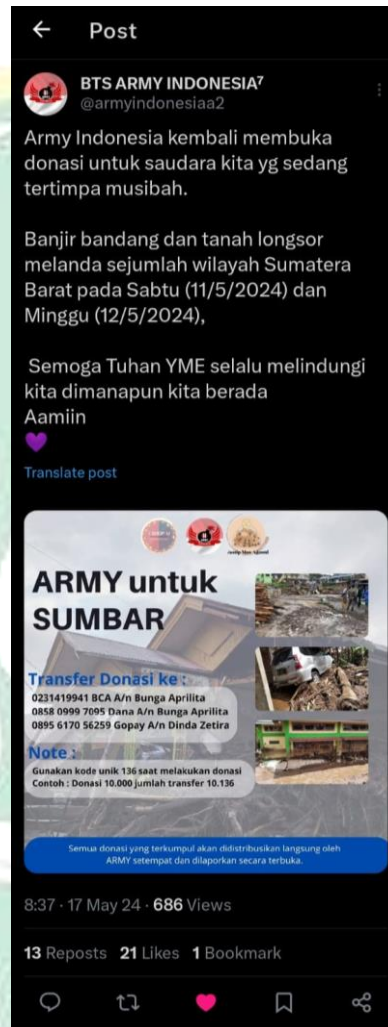 Post
BTS ARMY INDONESIA⁷
@armyindonesiaa2
Army Indonesia kembali membuka
donasi untuk saudara kita yg sedang
tertimpa musibah.
Banjir bandang dan tanah longsor
melanda sejumlah wilayah Sumatera
Barat pada Sabtu (11/5/2024) dan
Minggu (12/5/2024),
Semoga Tuhan YME selalu melindungi
kita dimanapun kita berada
Aamiin
💜
Translate post
ARMY untuk
SUMBAR
Transfer Donasi ke :
0231419941 BCA A/n Bunga Aprilita
0858 0999 7095 Dana A/n Bunga Aprilita
0895 6170 56259 Gopay A/n Dinda Zetira
Note :
Gunakan kode unik 136 saat melakukan donasi
Contoh : Donasi 10.000 jumlah transfer 10.136
Semua donasi yang terkumpul akan didistribusikan langsung oleh
ARMY setempat dan dilaporkan secara terbuka.
8:37 · 17 May 24 · 686 Views
13 Reposts 21 Likes 1 Bookmark